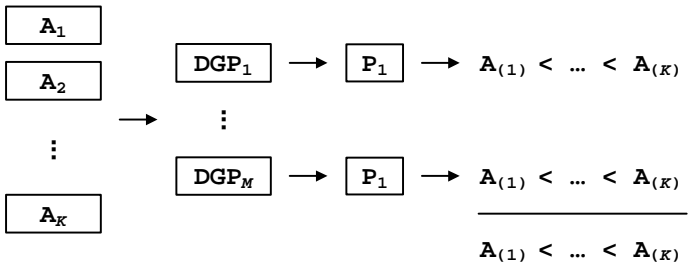 A₁
A₂
⋮
A_K
DGP₁ → P₁ → A₍₁₎ < … < A₍K₎
⋮
DGP_M → P₁ → A₍₁₎ < … < A₍K₎
A₍₁₎ < … < A₍K₎